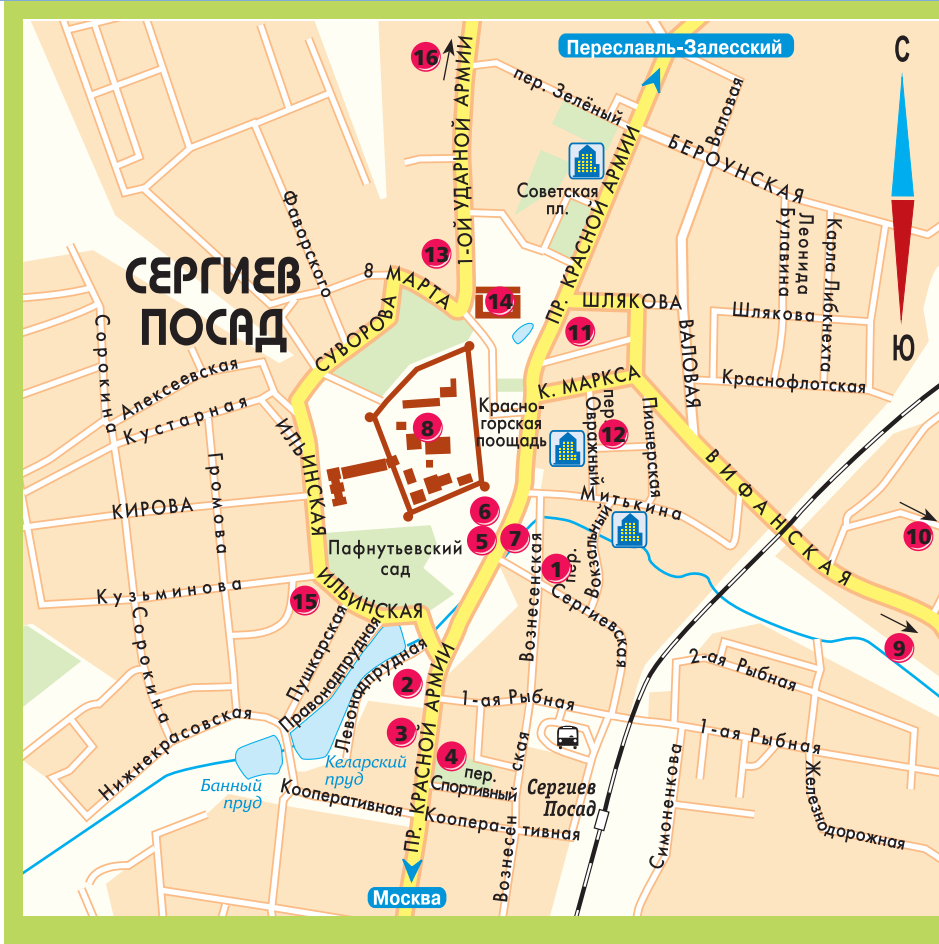 Переславль-Залесский
С
16
1-ОЙ УДАРНОЙ АРМИИ
пер. Зелёный
Валовая
БЕРОУНСКАЯ
Советская
пл.
ПР. КРАСНОЙ АРМИИ
Фаворского
Булавина
Леонида
Карла Либкнехта
13
8 МАРТА
СЕРГИЕВ
ПОСАД
14
ШЛЯКОВА
Шлякова
11
Ю
Сорокина
СУВОРОВА
ВАЛОВАЯ
Алексеевская
Кустарная
К. МАРКСА
Краснофлотская
Красно-
горская
поощадь
8
пер.
Овражный
12
Пионерская
ИЛЬИНСКАЯ
Громова
КИРОВА
ВИФАНСКАЯ
Митькина
6
5
7
10
Пафнутьевский
сад
1
пер.
Вокзальный
Вознесенская
Сергиевская
Кузьминова
15
ИЛЬИНСКАЯ
Сорокина
Пушкарская
Правонадпрудная
Левонадпрудная
9
2
2-ая Рыбная
1-ая Рыбная
1-ая Рыбная
ПР. КРАСНОЙ АРМИИ
3
Нижнекрасовская
4
пер.
Спортивный
Келарский
пруд
Банный
пруд
Сергиев
Посад
Кооперативная
Коопера-тивная
Вознесен
ская
Симоненкова
Железнодорожная
Москва